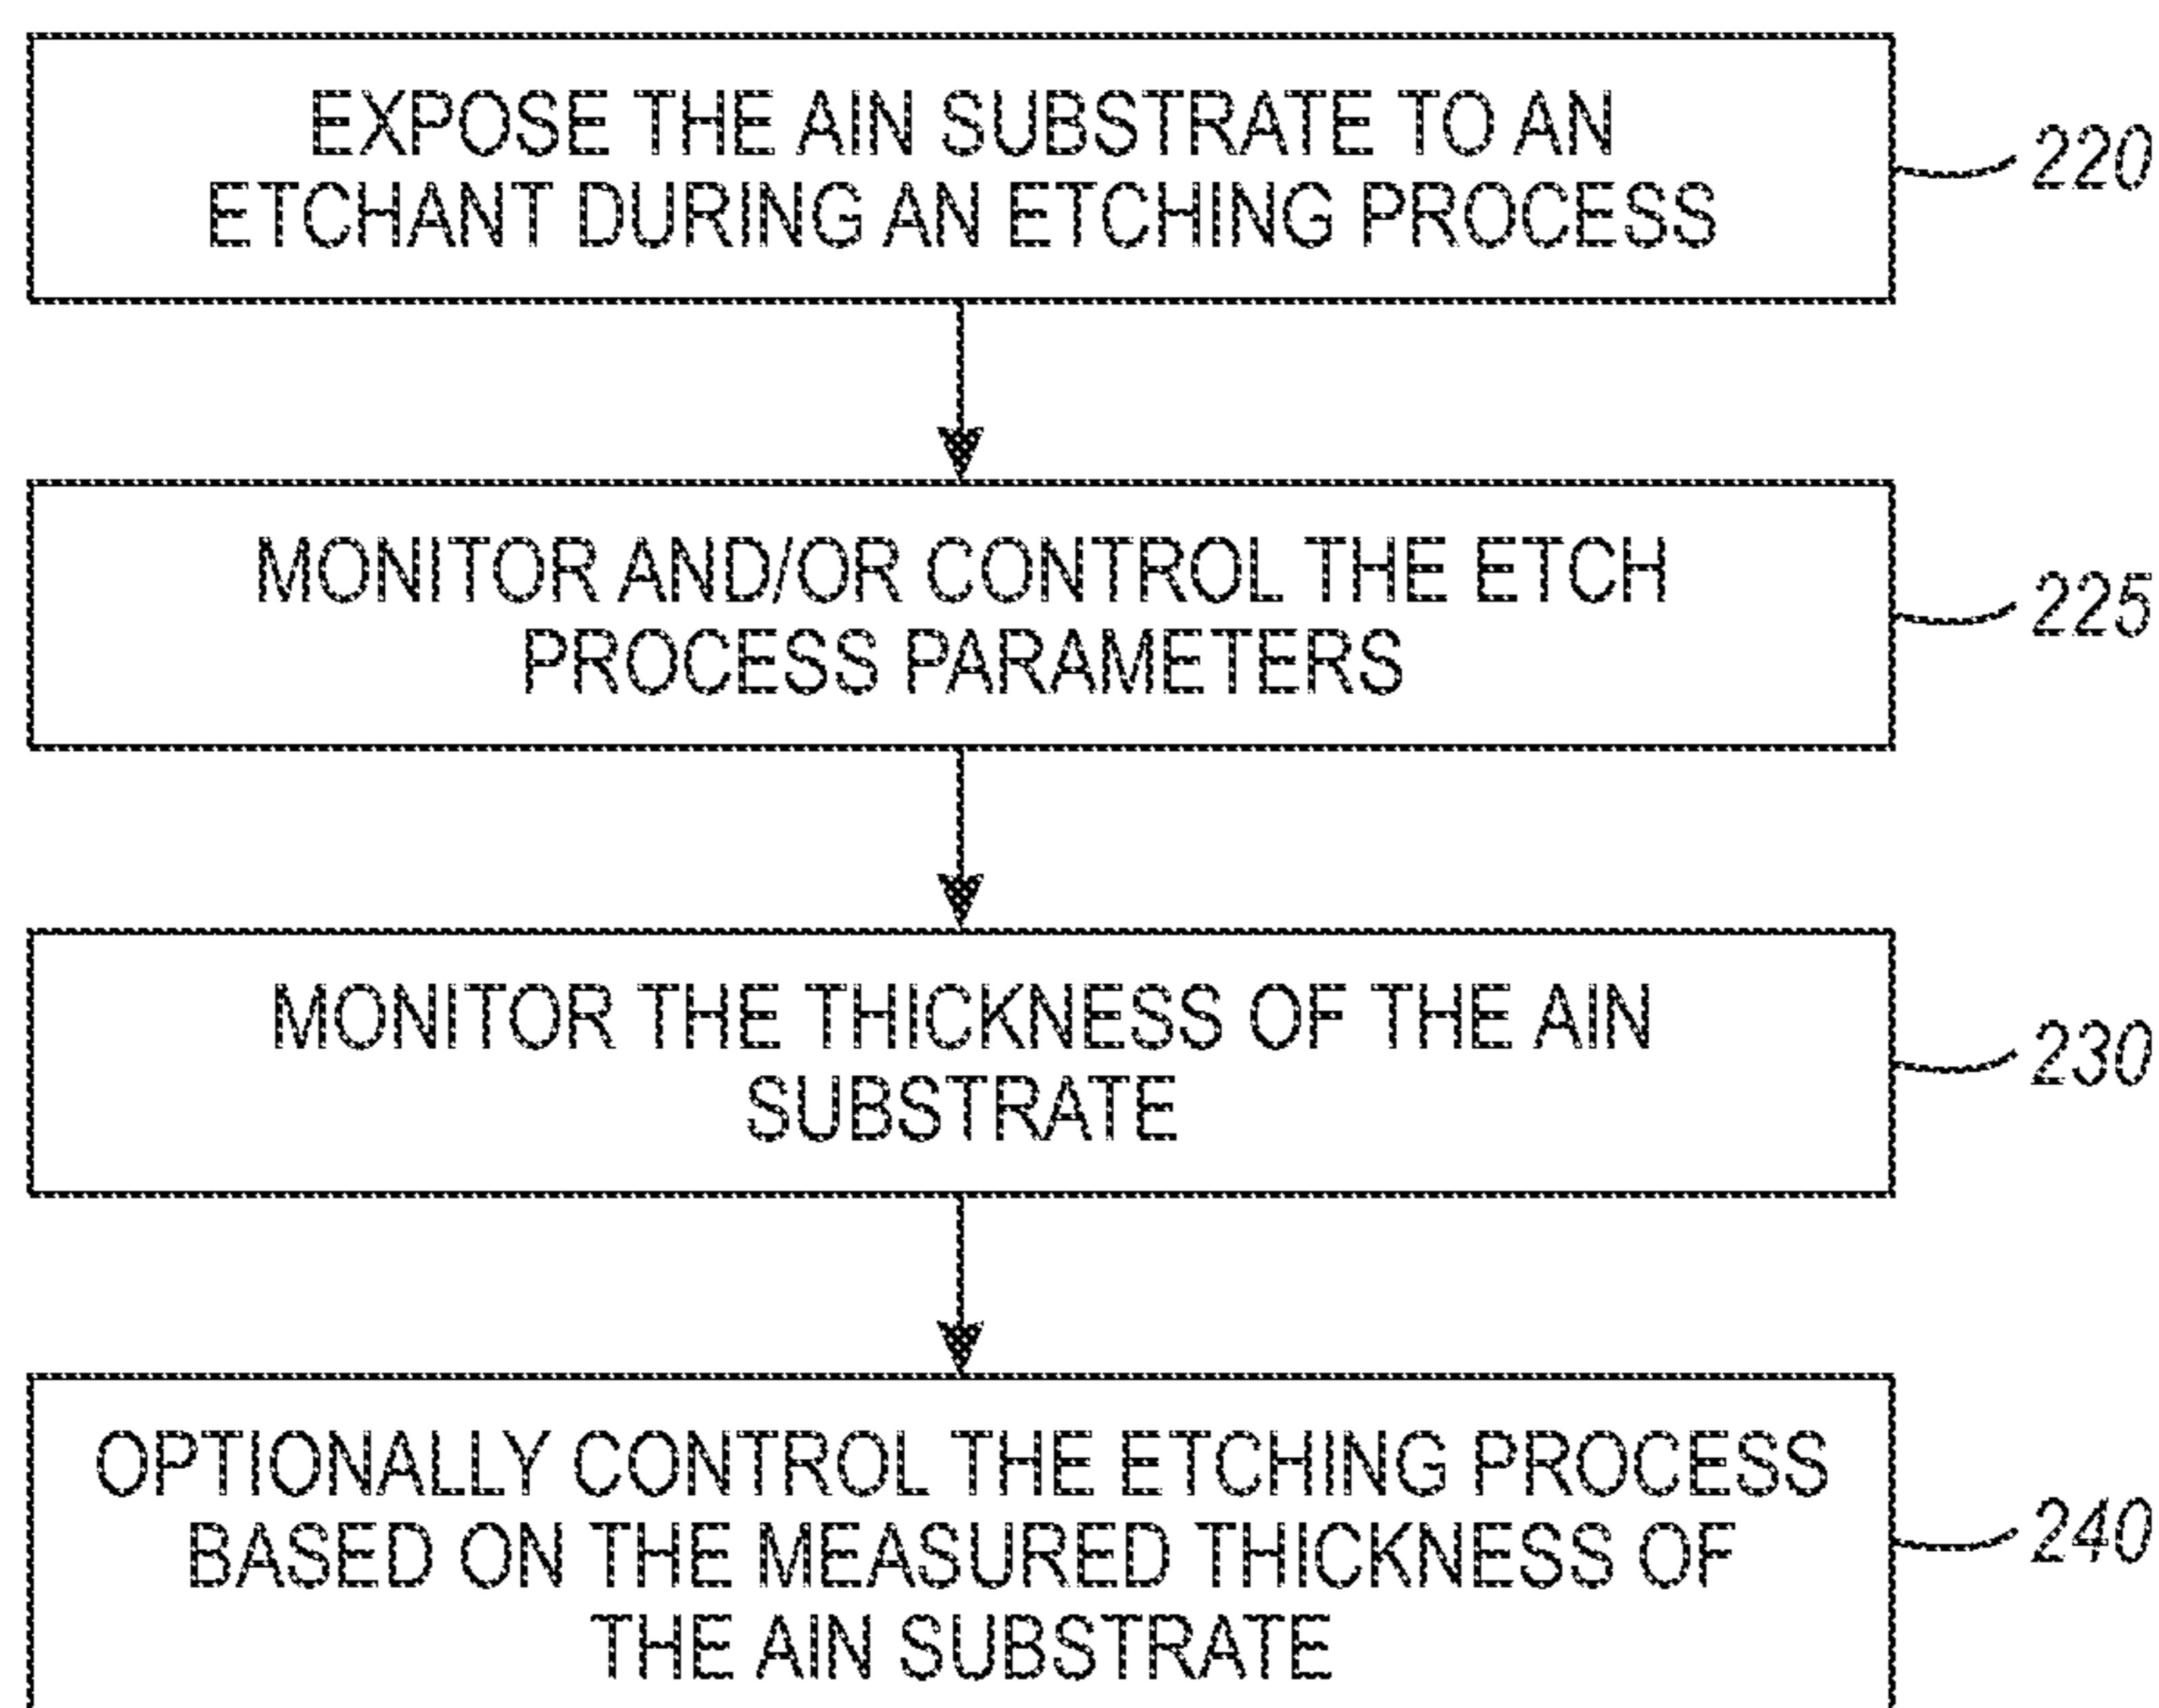 EXPOSE THE AlN SUBSTRATE TO AN
ETCHANT DURING AN ETCHING PROCESS
220
MONITOR AND/OR CONTROL THE ETCH
PROCESS PARAMETERS
225
MONITOR THE THICKNESS OF THE AlN
SUBSTRATE
230
OPTIONALLY CONTROL THE ETCHING PROCESS
BASED ON THE MEASURED THICKNESS OF
THE AlN SUBSTRATE
240